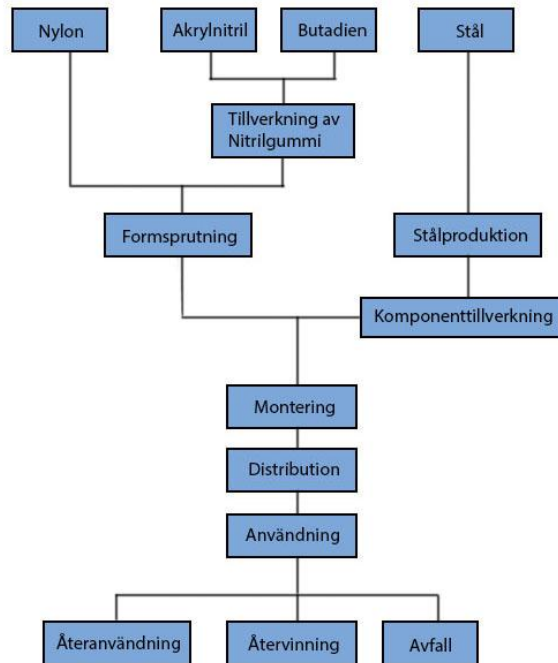 Nylon
Akrylnitril
Butadien
Stål
Tillverkning av
Nitrilgummi
Formsprutning
Stålproduktion
Komponenttillverkning
Montering
Distribution
Användning
Återanvändning
Återvinning
Avfall